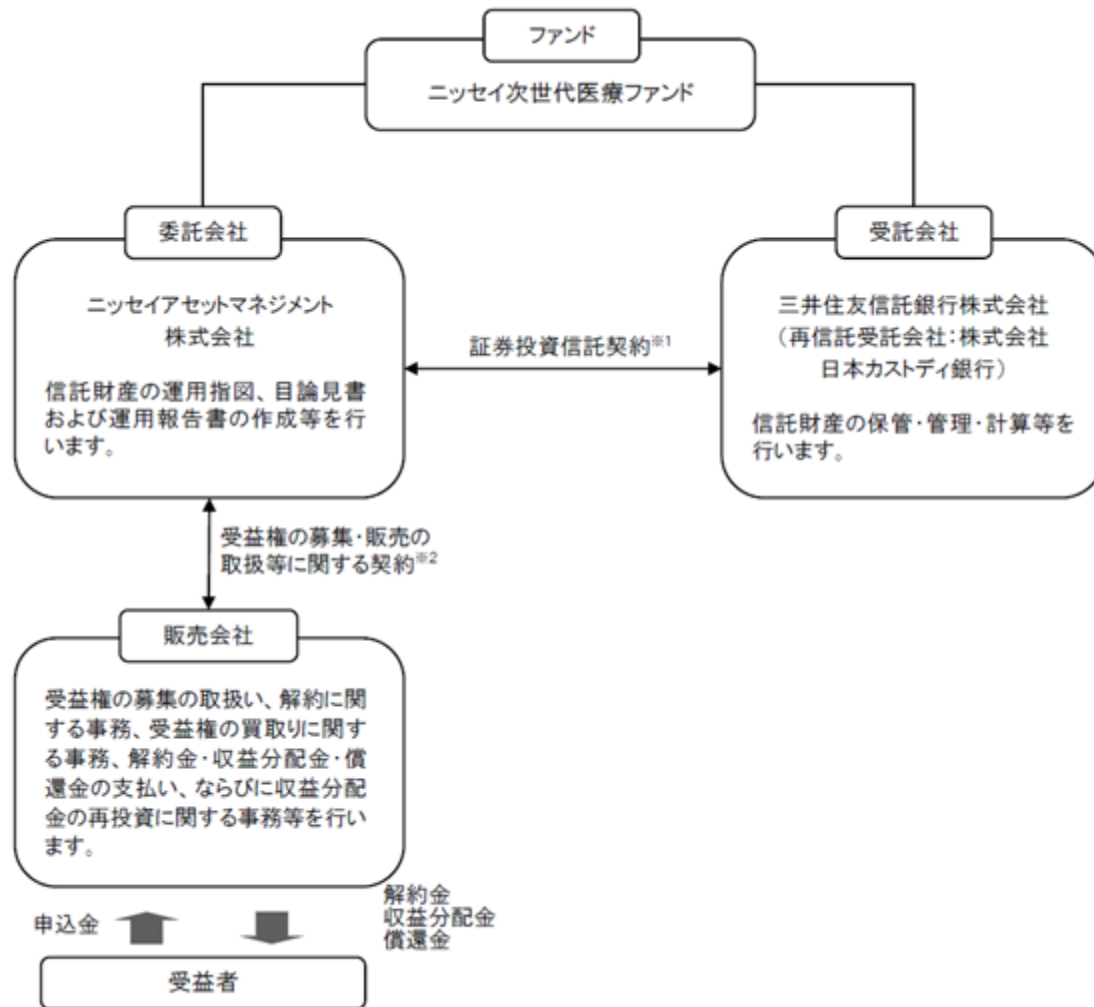 ファンド
ニッセイ次世代医療ファンド
委託会社
ニッセイアセットマネジメント
株式会社
信託財産の運用指図、目論見書
および運用報告書の作成等を行
います。
証券投資信託契約※1
受託会社
三井住友信託銀行株式会社
（再信託受託会社：株式会社
日本カストディ銀行）
信託財産の保管・管理・計算等を
行います。
受益権の募集・販売の
取扱等に関する契約※2
販売会社
受益権の募集の取扱い、解約に関
する事務、受益権の買取りに関す
る事務、解約金・収益分配金・償
還金の支払い、ならびに収益分配
金の再投資に関する事務等を行い
ます。
申込金
解約金
収益分配金
償還金
受益者